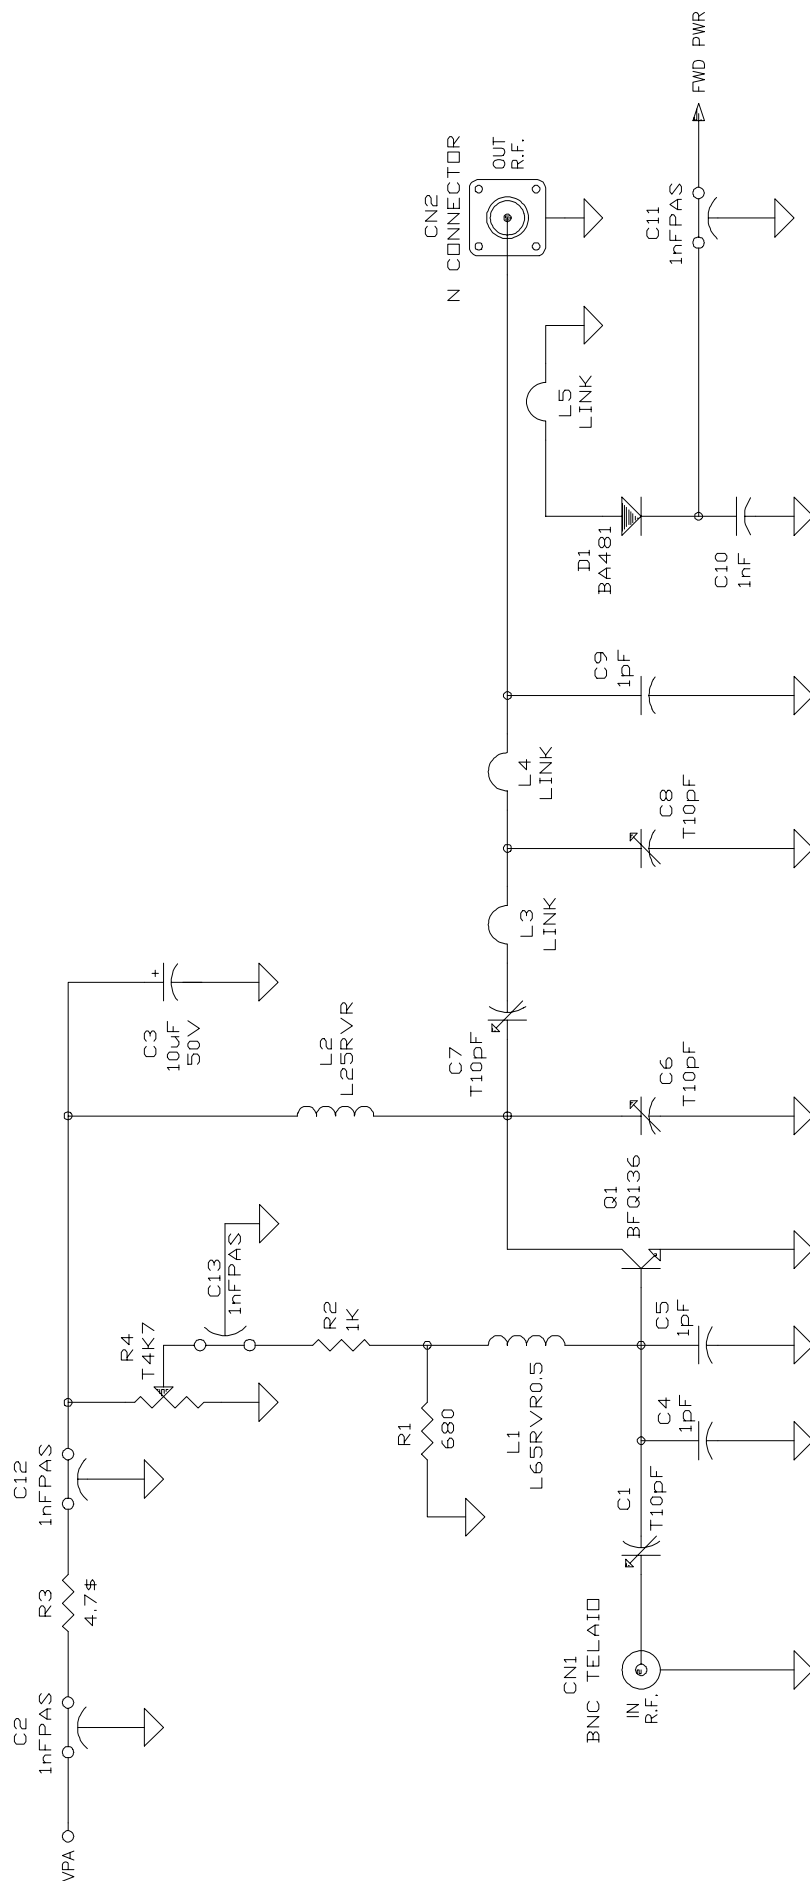 VPA
C2
1nFPAS
R3
4,7$
C12
1nFPAS
R4
T4K7
C13
1nFPAS
R2
1K
R1
680
L1
L65RVR0.5
C3
10uF
50V
+
L2
L25RVR
CN1
BNC TELAIO
IN
R.F.
C1
T10pF
C4
1pF
C5
1pF
Q1
BFQ136
C6
T10pF
C7
T10pF
L3
LINK
C8
T10pF
L4
LINK
C9
1pF
D1
BA481
C10
1nF
L5
LINK
CN2
N CONNECTOR
OUT
R.F.
C11
1nFPAS
FWD PWR